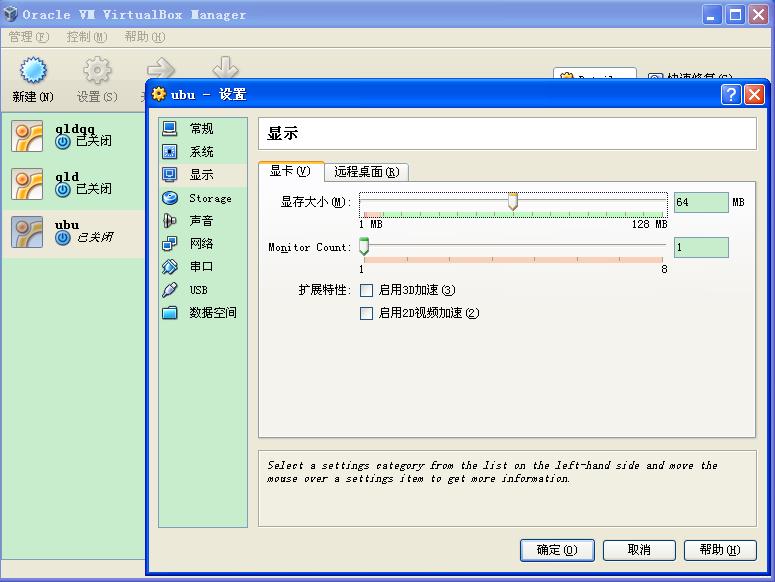 Oracle VM VirtualBox Manager
管理(F) 控制(M) 帮助(H)
新建(N) 设置(S)
快速修复(C)
gldgg
已关闭
gld
已关闭
ubu
已关闭
ubu - 设置
常规
系统
显示
Storage
声音
网络
串口
USB
数据空间
显示
显卡(V) 远程桌面(R)
显存大小(M): 64 MB
1 MB 128 MB
Monitor Count: 1
1 8
扩展特性: 启用3D加速(3)
启用2D视频加速(2)
Select a settings category from the list on the left-hand side and move the
mouse over a settings item to get more information.
确定(O) 取消 帮助(H)